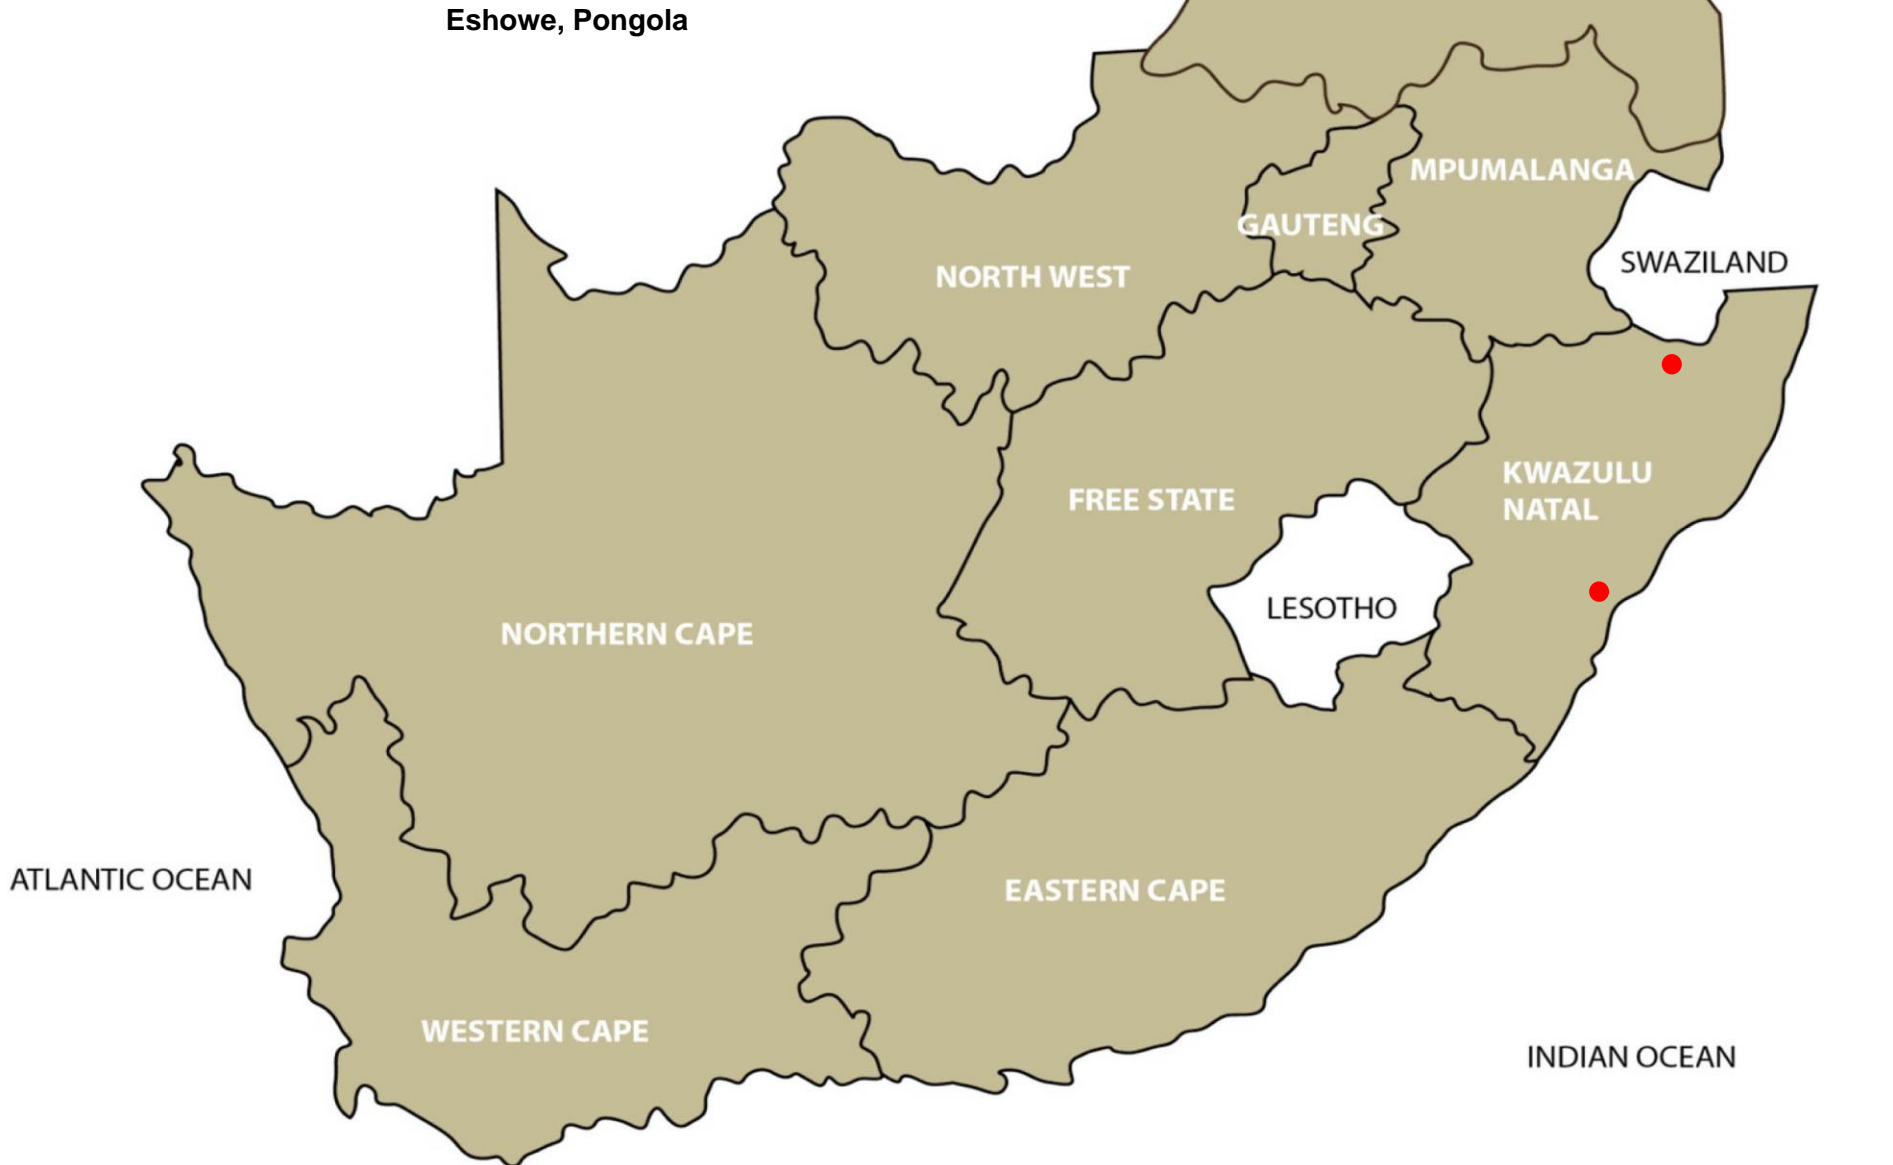 Eshowe, Pongola
MPUMALANGA
GAUTENG
SWAZILAND
NORTH WEST
KWAZULU
NATAL
FREE STATE
LESOTHO
NORTHERN CAPE
ATLANTIC OCEAN
EASTERN CAPE
WESTERN CAPE
INDIAN OCEAN